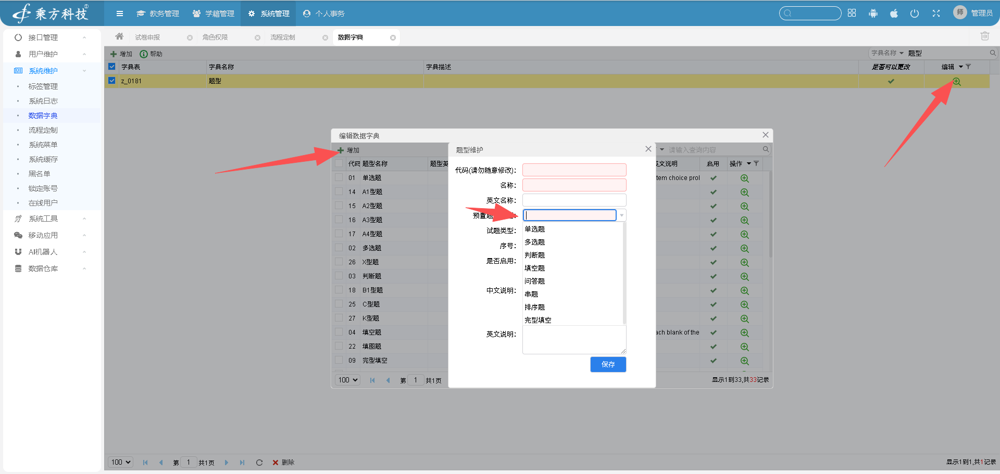 乘方科技
教务管理 学籍管理 系统管理 个人事务
师 管理员
接口管理
用户维护
系统维护
标签管理
系统日志
数据字典
流程定制
系统菜单
系统缓存
黑名单
锁定账号
在线用户
系统工具
移动应用
AI机器人
数据仓库
试卷申报 角色权限 流程定制 数据字典
增加 帮助 字典名称 题型
字典表 字典名称 字典描述 是否可以更改 编辑
z_0181 题型
编辑数据字典
增加 请输入查询内容
代码 题型名称 题型英 文说明 启用 操作
01 单选题 tem choice prol
14 A1型题
15 A2型题
16 A3型题
17 A4型题
02 多选题
26 X型题
03 判断题
18 B1型题
25 C型题
27 K型题
04 填空题 ach blank of the
22 填图题
09 完型填空
100 第 1 共1页 显示1到33,共33记录
题型维护
代码(请勿随意修改):
名称:
英文名称:
预置题
试题类型:
序号:
是否启用:
中文说明:
英文说明:
单选题
多选题
判断题
填空题
问答题
串题
排序题
完型填空
保存
100 第 1 共1页 删除 显示1到1,共1记录